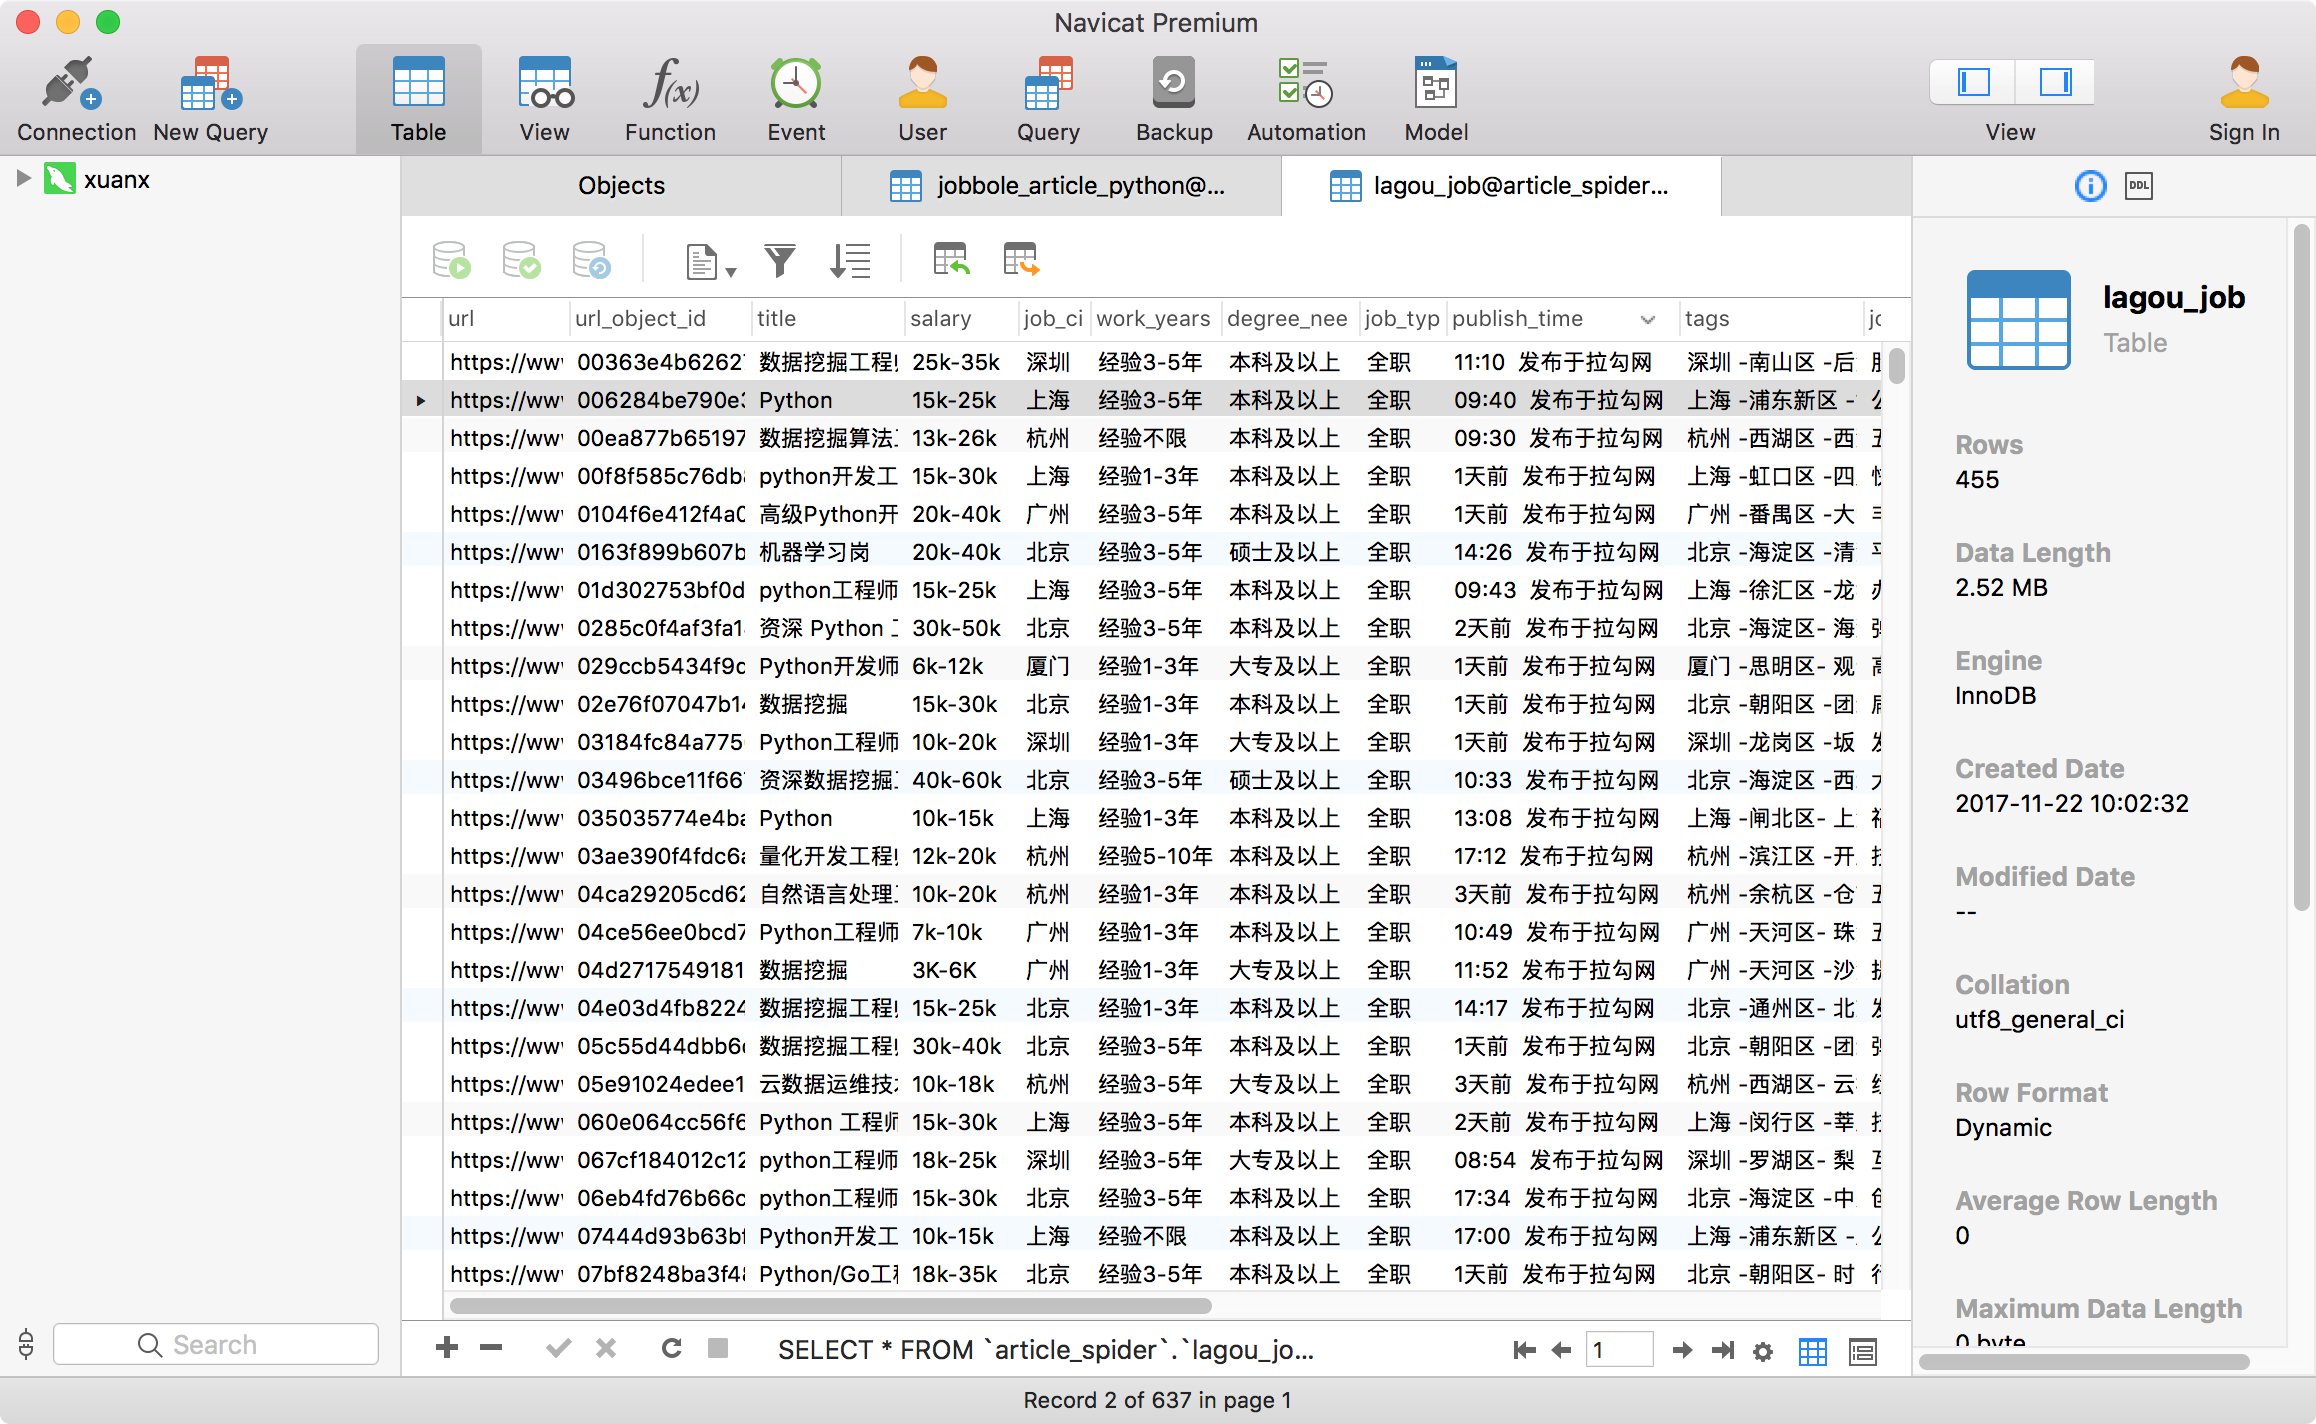 Navicat Premium
Connection New Query Table View Function Event User Query Backup Automation Model View Sign In
xuanx
Objects jobbole_article_python@... lagou_job@article_spider...
DDL
url url_object_id title salary job_ci work_years degree_nee job_typ publish_time tags
https://ww 00363e4b6262 数据挖掘工程 25k-35k 深圳 经验3-5年 本科及以上 全职 11:10 发布于拉勾网 深圳 -南山区 -后
https://ww 006284be790e3 Python 15k-25k 上海 经验3-5年 本科及以上 全职 09:40 发布于拉勾网 上海 -浦东新区 -
https://ww 00ea877b65197 数据挖掘算法 13k-26k 杭州 经验不限 本科及以上 全职 09:30 发布于拉勾网 杭州 -西湖区 -西
https://ww 00f8f585c76db python开发工 15k-30k 上海 经验1-3年 本科及以上 全职 1天前 发布于拉勾网 上海 -虹口区 -四
https://ww 0104f6e412f4a0 高级Python开 20k-40k 广州 经验3-5年 本科及以上 全职 1天前 发布于拉勾网 广州 -番禺区 -大
https://ww 0163f899b607b 机器学习岗 20k-40k 北京 经验3-5年 硕士及以上 全职 14:26 发布于拉勾网 北京 -海淀区 -清
https://ww 01d302753bf0d python工程师 15k-25k 上海 经验3-5年 本科及以上 全职 09:43 发布于拉勾网 上海 -徐汇区 -龙
https://ww 0285c0f4af3fa1 资深 Python 30k-50k 北京 经验3-5年 本科及以上 全职 2天前 发布于拉勾网 北京 -海淀区- 海
https://ww 029ccb5434f9c Python开发师 6k-12k 厦门 经验1-3年 大专及以上 全职 1天前 发布于拉勾网 厦门 -思明区- 观
https://ww 02e76f07047b1 数据挖掘 15k-30k 北京 经验1-3年 本科及以上 全职 1天前 发布于拉勾网 北京 -朝阳区 -团
https://ww 03184fc84a775 Python工程师 10k-20k 深圳 经验1-3年 大专及以上 全职 1天前 发布于拉勾网 深圳 -龙岗区 -坂
https://ww 03496bce11f66 资深数据挖掘 40k-60k 北京 经验3-5年 硕士及以上 全职 10:33 发布于拉勾网 北京 -海淀区 -西
https://ww 035035774e4ba Python 10k-15k 上海 经验1-3年 本科及以上 全职 13:08 发布于拉勾网 上海 -闸北区- 上
https://ww 03ae390f4fdc6a 量化开发工程 12k-20k 杭州 经验5-10年 本科及以上 全职 17:12 发布于拉勾网 杭州 -滨江区 -开
https://ww 04ca29205cd62 自然语言处理 10k-20k 杭州 经验1-3年 本科及以上 全职 3天前 发布于拉勾网 杭州 -余杭区 -仓
https://ww 04ce56ee0bcd7 Python工程师 7k-10k 广州 经验1-3年 本科及以上 全职 10:49 发布于拉勾网 广州 -天河区- 珠
https://ww 04d2717549181 数据挖掘 3K-6K 广州 经验1-3年 大专及以上 全职 11:52 发布于拉勾网 广州 -天河区 -沙
https://ww 04e03d4fb8224 数据挖掘工程 15k-25k 北京 经验1-3年 本科及以上 全职 14:17 发布于拉勾网 北京 -通州区 -北
https://ww 05c55d44dbb6 数据挖掘工程 30k-40k 北京 经验3-5年 本科及以上 全职 1天前 发布于拉勾网 北京 -朝阳区 -团
https://ww 05e91024edee1 云数据运维技 10k-18k 杭州 经验3-5年 大专及以上 全职 3天前 发布于拉勾网 杭州 -西湖区- 云
https://ww 060e064cc56f6 Python 工程师 15k-30k 上海 经验3-5年 本科及以上 全职 2天前 发布于拉勾网 上海 -闵行区 -莘
https://ww 067cf184012c12 python工程师 18k-25k 深圳 经验3-5年 大专及以上 全职 08:54 发布于拉勾网 深圳 -罗湖区- 梨
https://ww 06eb4fd76b66c python工程师 15k-30k 北京 经验3-5年 本科及以上 全职 17:34 发布于拉勾网 北京 -海淀区 -中
https://ww 07444d93b63bf Python开发工 10k-15k 上海 经验不限 本科及以上 全职 17:00 发布于拉勾网 上海 -浦东新区 -
https://ww 07bf8248ba3f48 Python/Go工程 18k-35k 北京 经验3-5年 本科及以上 全职 1天前 发布于拉勾网 北京 -朝阳区- 时
lagou_job
Table
Rows
455
Data Length
2.52 MB
Engine
InnoDB
Created Date
2017-11-22 10:02:32
Modified Date
--
Collation
utf8_general_ci
Row Format
Dynamic
Average Row Length
0
Maximum Data Length
0 byte
Search
SELECT * FROM `article_spider`.`lagou_jo...
1
Record 2 of 637 in page 1